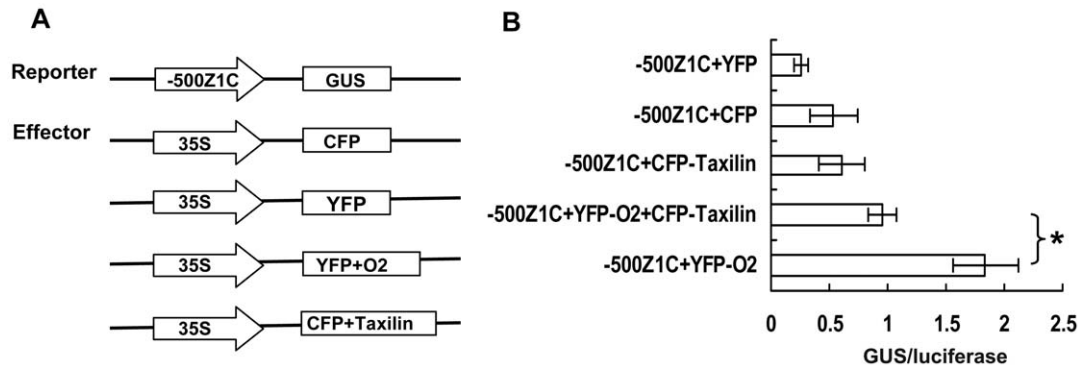 A
Reporter
-500Z1C
GUS
Effector
35S
CFP
35S
YFP
35S
YFP+O2
35S
CFP+Taxilin
B
-500Z1C+YFP
-500Z1C+CFP
-500Z1C+CFP-Taxilin
-500Z1C+YFP-O2+CFP-Taxilin
-500Z1C+YFP-O2
*
0 0.5 1 1.5 2 2.5
GUS/luciferase